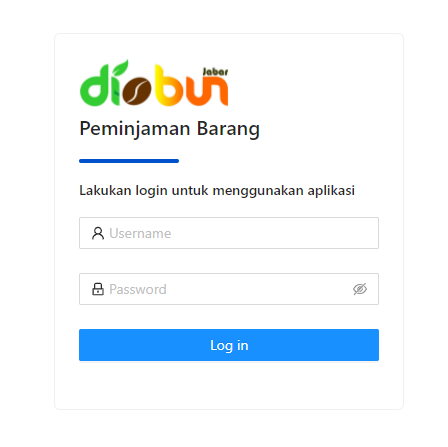 disbun
Jabar
Peminjaman Barang
Lakukan login untuk menggunakan aplikasi
Username
Password
Log in